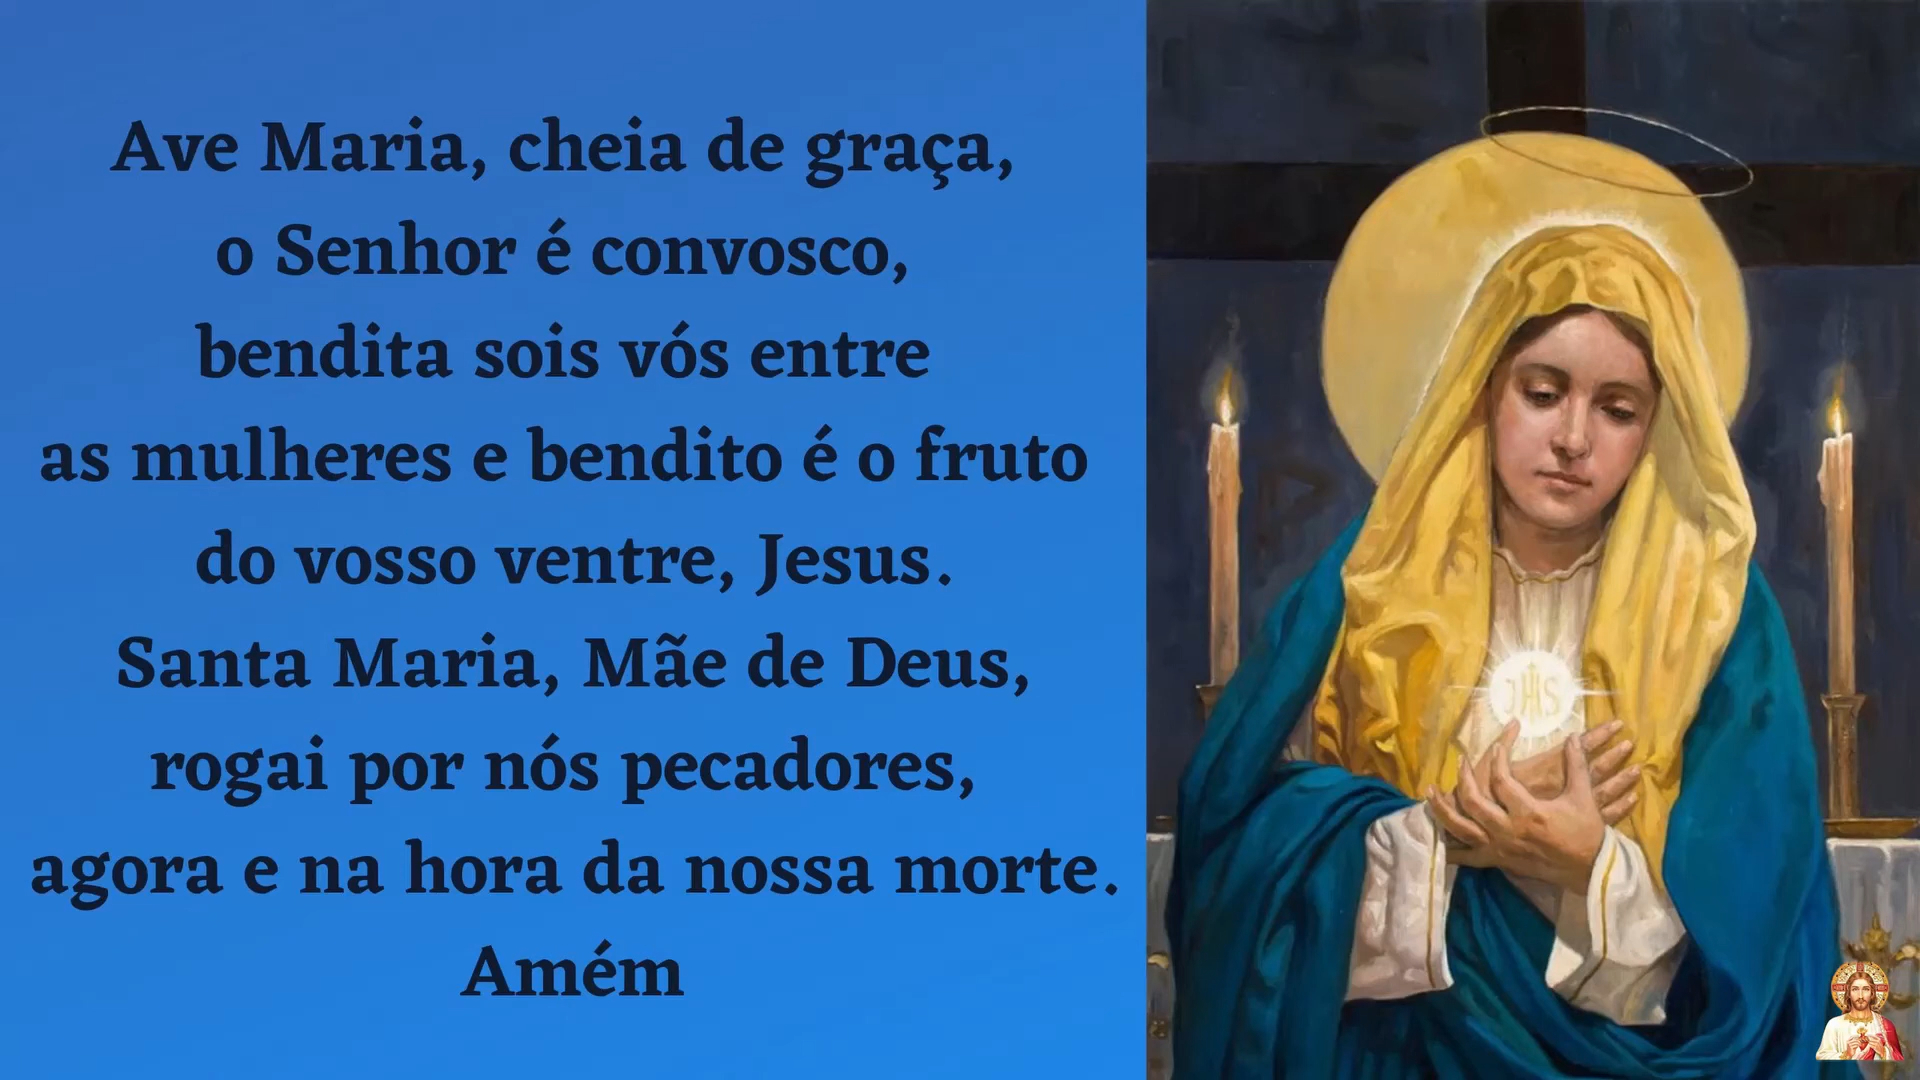 Ave Maria, cheia de graça,
o Senhor é convosco,
bendita sois vós entre
as mulheres e bendito é o fruto
do vosso ventre, Jesus.
Santa Maria, Mãe de Deus,
rogai por nós pecadores,
agora e na hora da nossa morte.
Amém
JHS